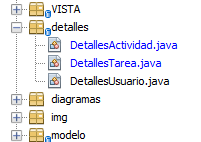 VISTA
detalles
DetallesActividad.java
DetallesTarea.java
DetallesUsuario.java
diagramas
img
modelo